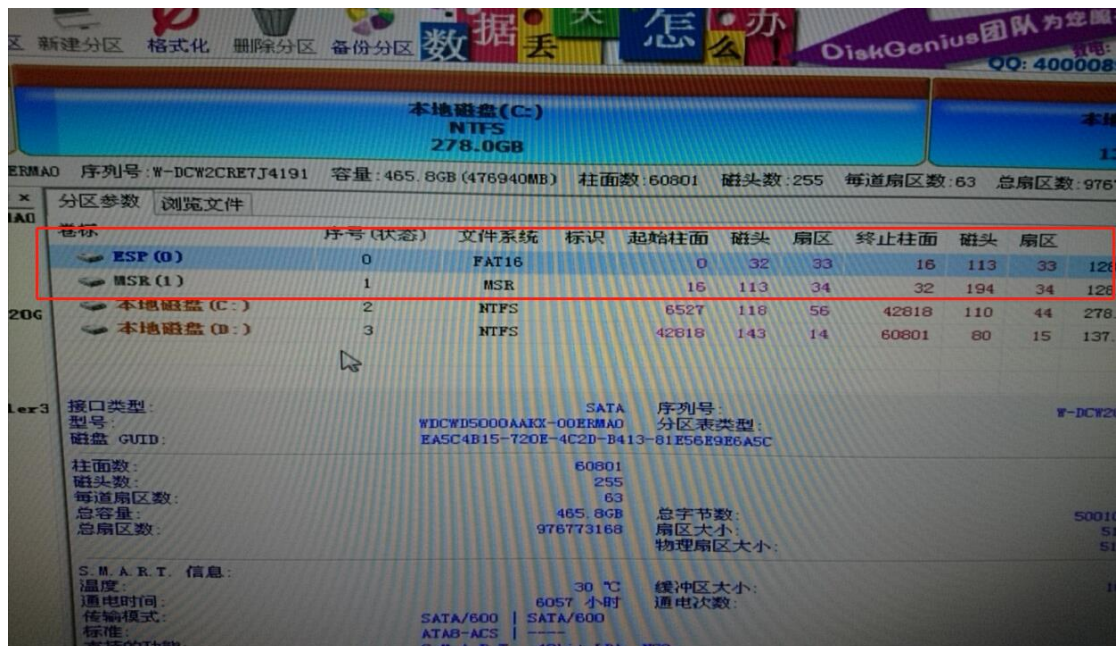 区 新建分区 格式化 删除分区 备份分区 数据丢失怎么办!
DiskGenius团队为您服
致电:
QQ: 4000089
本地磁盘(C:)
NTFS
278.0GB
ERMAO 序列号:W-DCW2CRE7J4191 容量:465.8GB(476940MB) 柱面数:60801 磁头数:255 每道扇区数:63 总扇区数:976
× 分区参数 浏览文件
卷标 序号(状态) 文件系统 标识 起始柱面 磁头 扇区 终止柱面 磁头 扇区
ESP(0) 0 FAT16 0 32 33 16 113 33 128
MSR(1) 1 MSR 16 113 34 32 194 34 128
本地磁盘(C:) 2 NTFS 6527 118 56 42818 110 44 278.
本地磁盘(D:) 3 NTFS 42818 143 14 60801 80 15 137.
20G
ler3
接口类型: SATA 序列号: W-DCW2
型号: WDCWD5000AAKX-00ERMA0 分区表类型:
磁盘 GUID: EA5C4B15-720E-4C2D-B413-81E56E9E6A5C
柱面数: 60801
磁头数: 255
每道扇区数: 63
总容量: 465.8GB 总字节数: 50010
总扇区数: 976773168 扇区大小: 51
物理扇区大小: 51
S.M.A.R.T. 信息:
温度: 30 ℃ 缓冲区大小:
通电时间: 6057 小时 通电次数:
传输模式: SATA/600 | SATA/600
标准: ATA8-ACS | ----